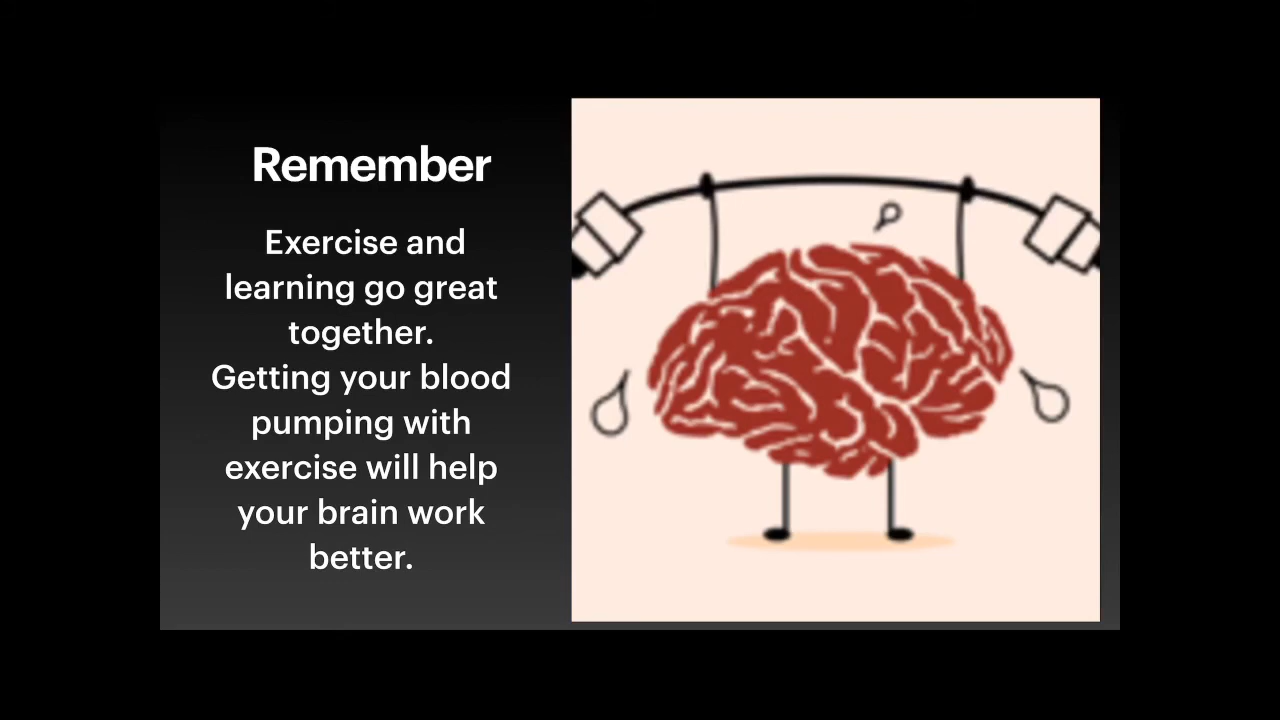 Remember
Exercise and
learning go great
together.
Getting your blood
pumping with
exercise will help
your brain work
better.